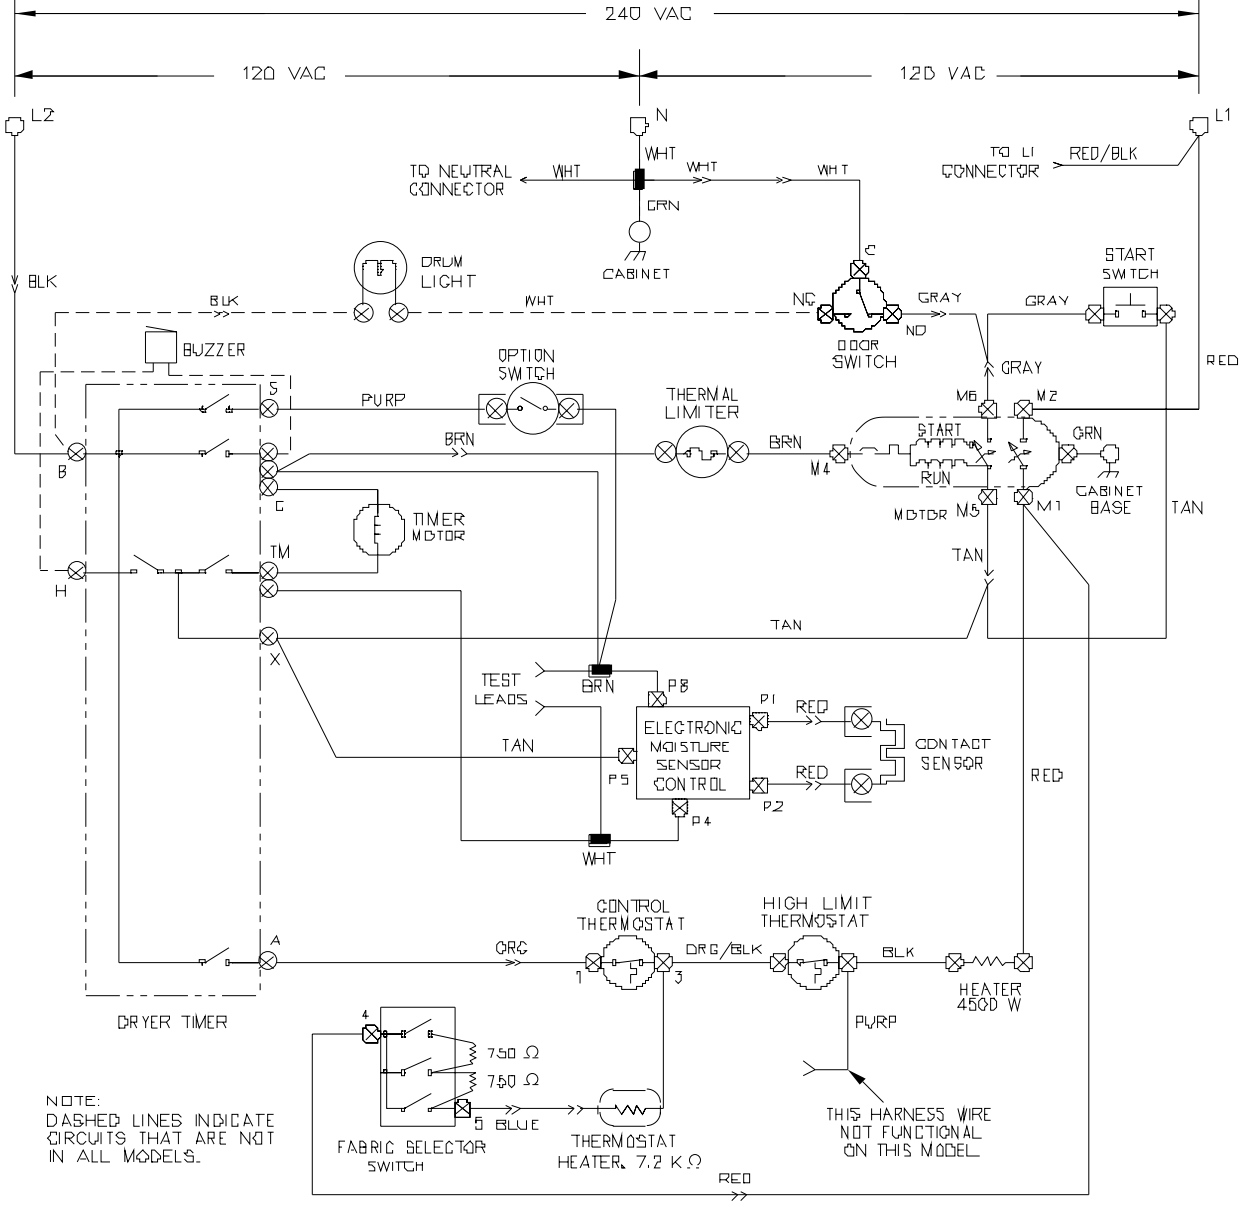 240 VAC
120 VAC
120 VAC
L2
N
L1
WHT
TO NEUTRAL
CONNECTOR
WHT
WHT
WHT
TO L1
CONNECTOR
RED/BLK
GRN
CABINET
C
BLK
DRUM
LIGHT
BLK
WHT
NC
GRAY
NO
DOOR
SWITCH
START
SWITCH
GRAY
GRAY
RED
BUZZER
OPTION
SWITCH
S
PURP
THERMAL
LIMITER
M6
M2
BRN
BRN
START
GRN
B
M4
RUN
C
MOTOR
M5
M1
CABINET
BASE
TAN
TIMER
MOTOR
TM
TAN
H
TAN
X
TEST
LEADS
BRN
P8
P1
RED
ELECTRONIC
MOISTURE
SENSOR
CONTROL
CONTACT
SENSOR
TAN
P5
RED
P2
P4
RED
WHT
CONTROL
THERMOSTAT
HIGH LIMIT
THERMOSTAT
A
ORG
1
3
ORG/BLK
BLK
HEATER
4500 W
DRYER TIMER
4
PURP
750 Ω
750 Ω
5 BLUE
NOTE:
DASHED LINES INDICATE
CIRCUITS THAT ARE NOT
IN ALL MODELS.
FABRIC SELECTOR
SWITCH
THERMOSTAT
HEATER. 7.2 K Ω
THIS HARNESS WIRE
NOT FUNCTIONAL
ON THIS MODEL
RED